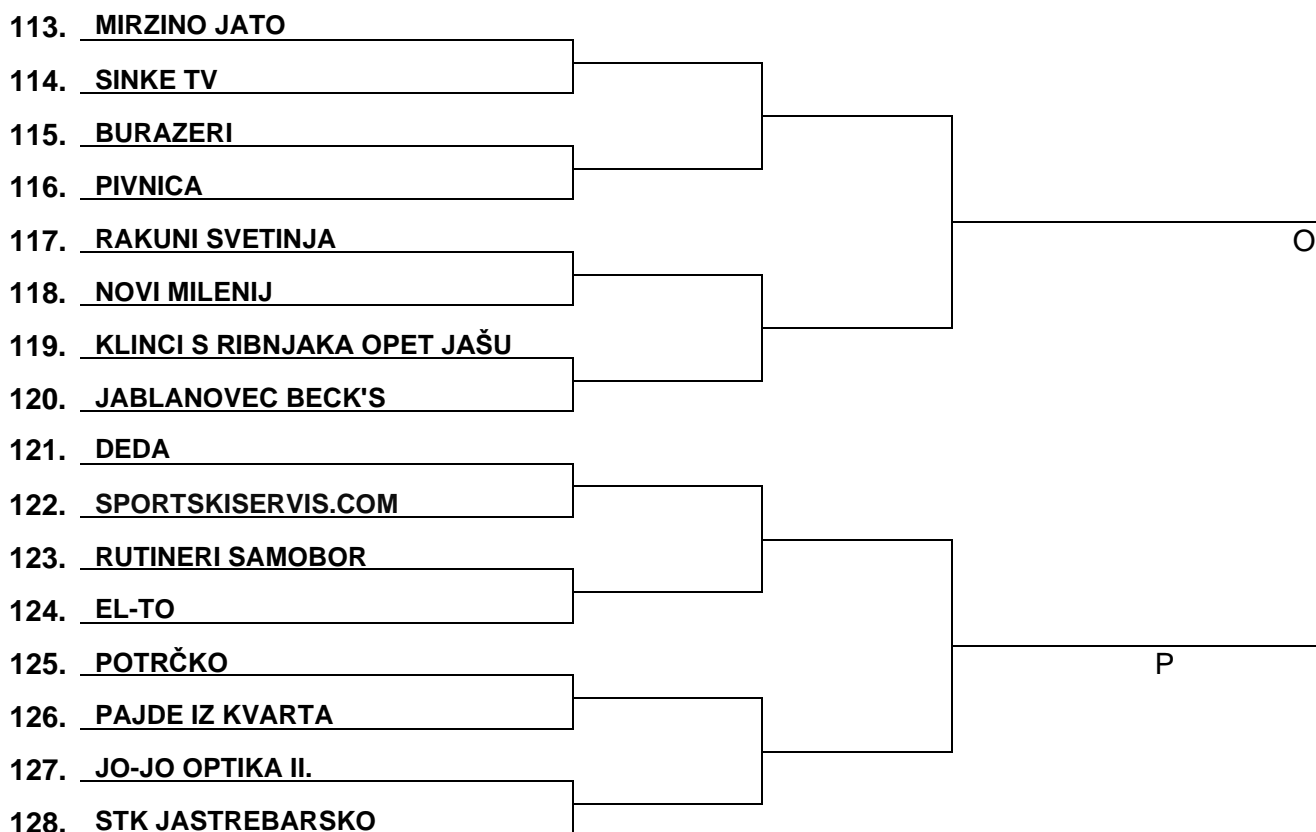 113. MIRZINO JATO
114. SINKE TV
115. BURAZERI
116. PIVNICA
117. RAKUNI SVETINJA
O
118. NOVI MILENIJ
119. KLINCI S RIBNJAKA OPET JAŠU
120. JABLANOVEC BECK'S
121. DEDA
122. SPORTSKISERVIS.COM
123. RUTINERI SAMOBOR
124. EL-TO
125. POTRČKO
P
126. PAJDE IZ KVARTA
127. JO-JO OPTIKA II.
128. STK JASTREBARSKO